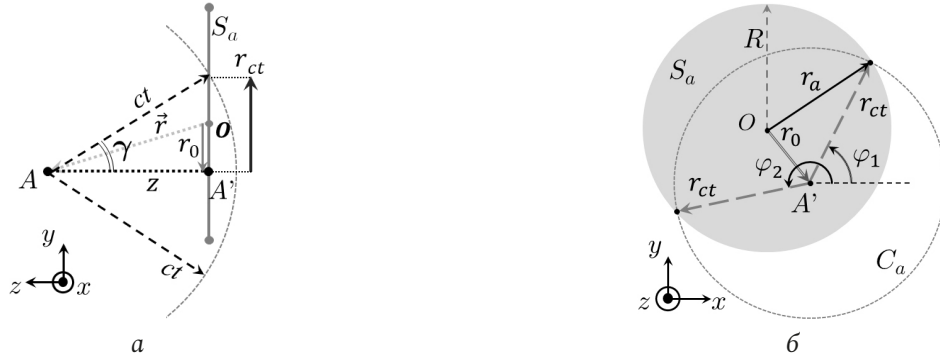 S_a
r_ct
ct
r⃗
O
γ
r_0
A
z
A'
ct
y
z
x
а
R
S_a
r_a
r_ct
O
r_0
φ_2
φ_1
r_ct
A'
C_a
y
z
x
б